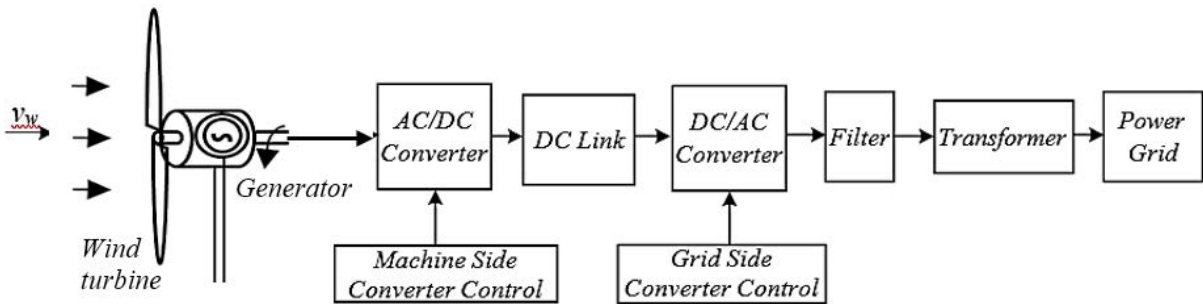 v_w
Wind
turbine
Generator
AC/DC
Converter
DC Link
DC/AC
Converter
Filter
Transformer
Power
Grid
Machine Side
Converter Control
Grid Side
Converter Control